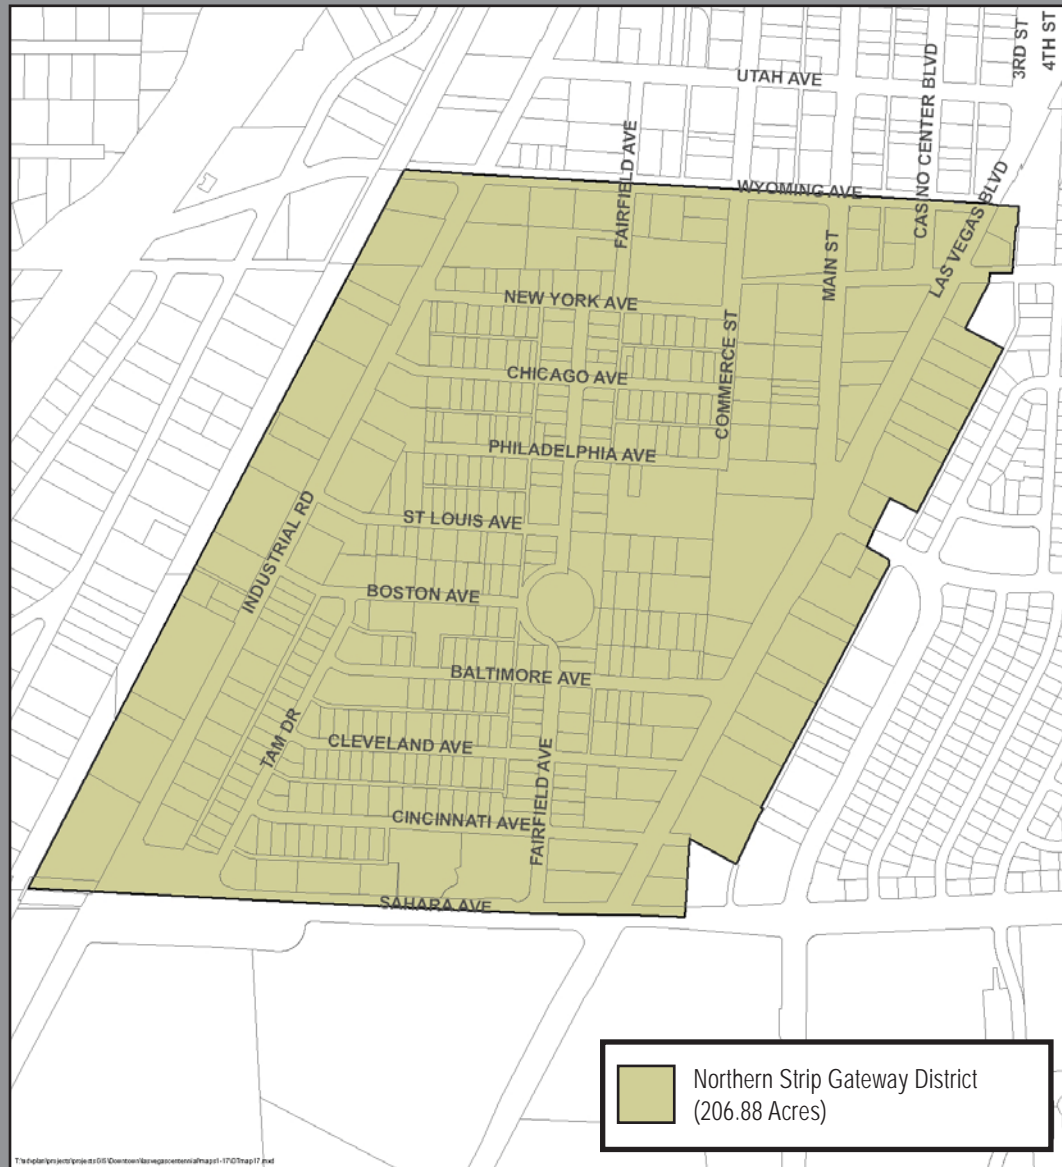 3RD ST
4TH ST
UTAH AVE
CASINO CENTER BLVD
FAIRFIELD AVE
WYOMING AVE
LAS VEGAS BLVD
MAIN ST
NEW YORK AVE
COMMERCE ST
CHICAGO AVE
PHILADELPHIA AVE
ST LOUIS AVE
INDUSTRIAL RD
BOSTON AVE
BALTIMORE AVE
TAM DR
CLEVELAND AVE
FAIRFIELD AVE
CINCINNATI AVE
SAHARA AVE
Northern Strip Gateway District
(206.88 Acres)